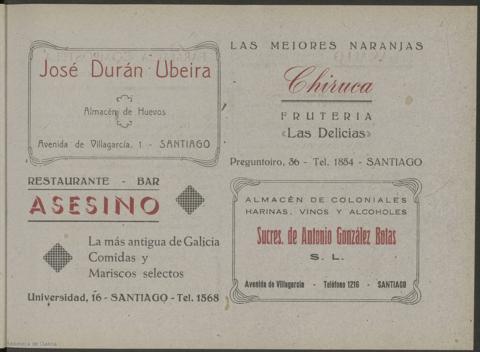 José Durán Ubeira
Almacén de Huevos
Avenida de Villagarcía, 1 - SANTIAGO
LAS MEJORES NARANJAS
Chiruca
FRUTERIA
«Las Delicias»
Preguntoiro, 36 - Tel. 1854 - SANTIAGO
RESTAURANTE - BAR
ASESINO
La más antigua de Galicia
Comidas y
Mariscos selectos
Universidad, 16 - SANTIAGO - Tel. 1568
ALMACÉN DE COLONIALES
HARINAS, VINOS Y ALCOHOLES
Sucres. de Antonio González Botas
S. L.
Avenida de Villagarcía - Teléfono 1216 - SANTIAGO